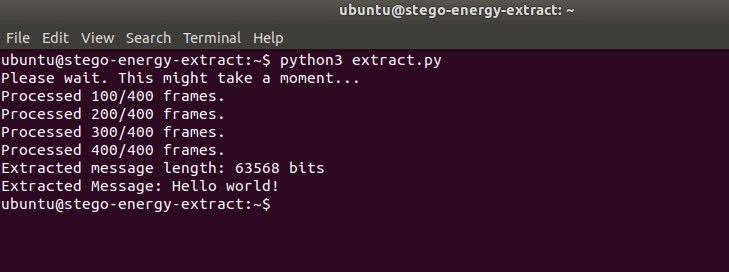 ubuntu@stego-energy-extract: ~
File Edit View Search Terminal Help
ubuntu@stego-energy-extract:~$ python3 extract.py
Please wait. This might take a moment...
Processed 100/400 frames.
Processed 200/400 frames.
Processed 300/400 frames.
Processed 400/400 frames.
Extracted message length: 63568 bits
Extracted Message: Hello world!
ubuntu@stego-energy-extract:~$